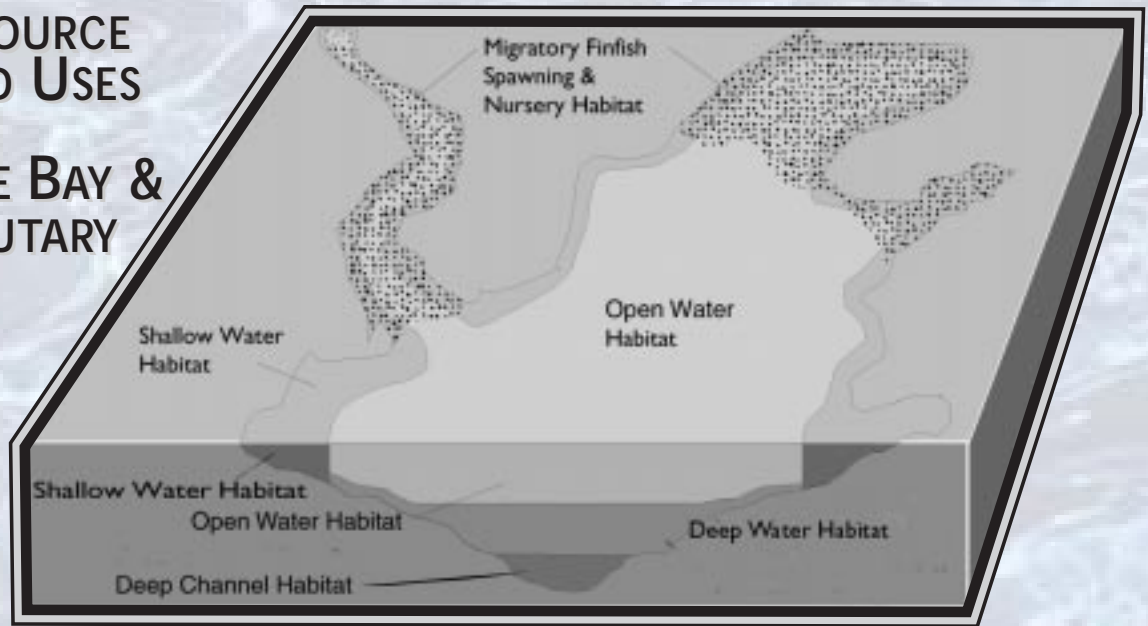 OURCE
D USES
E BAY &
UTARY
Migratory Finfish
Spawning &
Nursery Habitat
Open Water
Habitat
Shallow Water
Habitat
Shallow Water Habitat
Open Water Habitat
Deep Water Habitat
Deep Channel Habitat